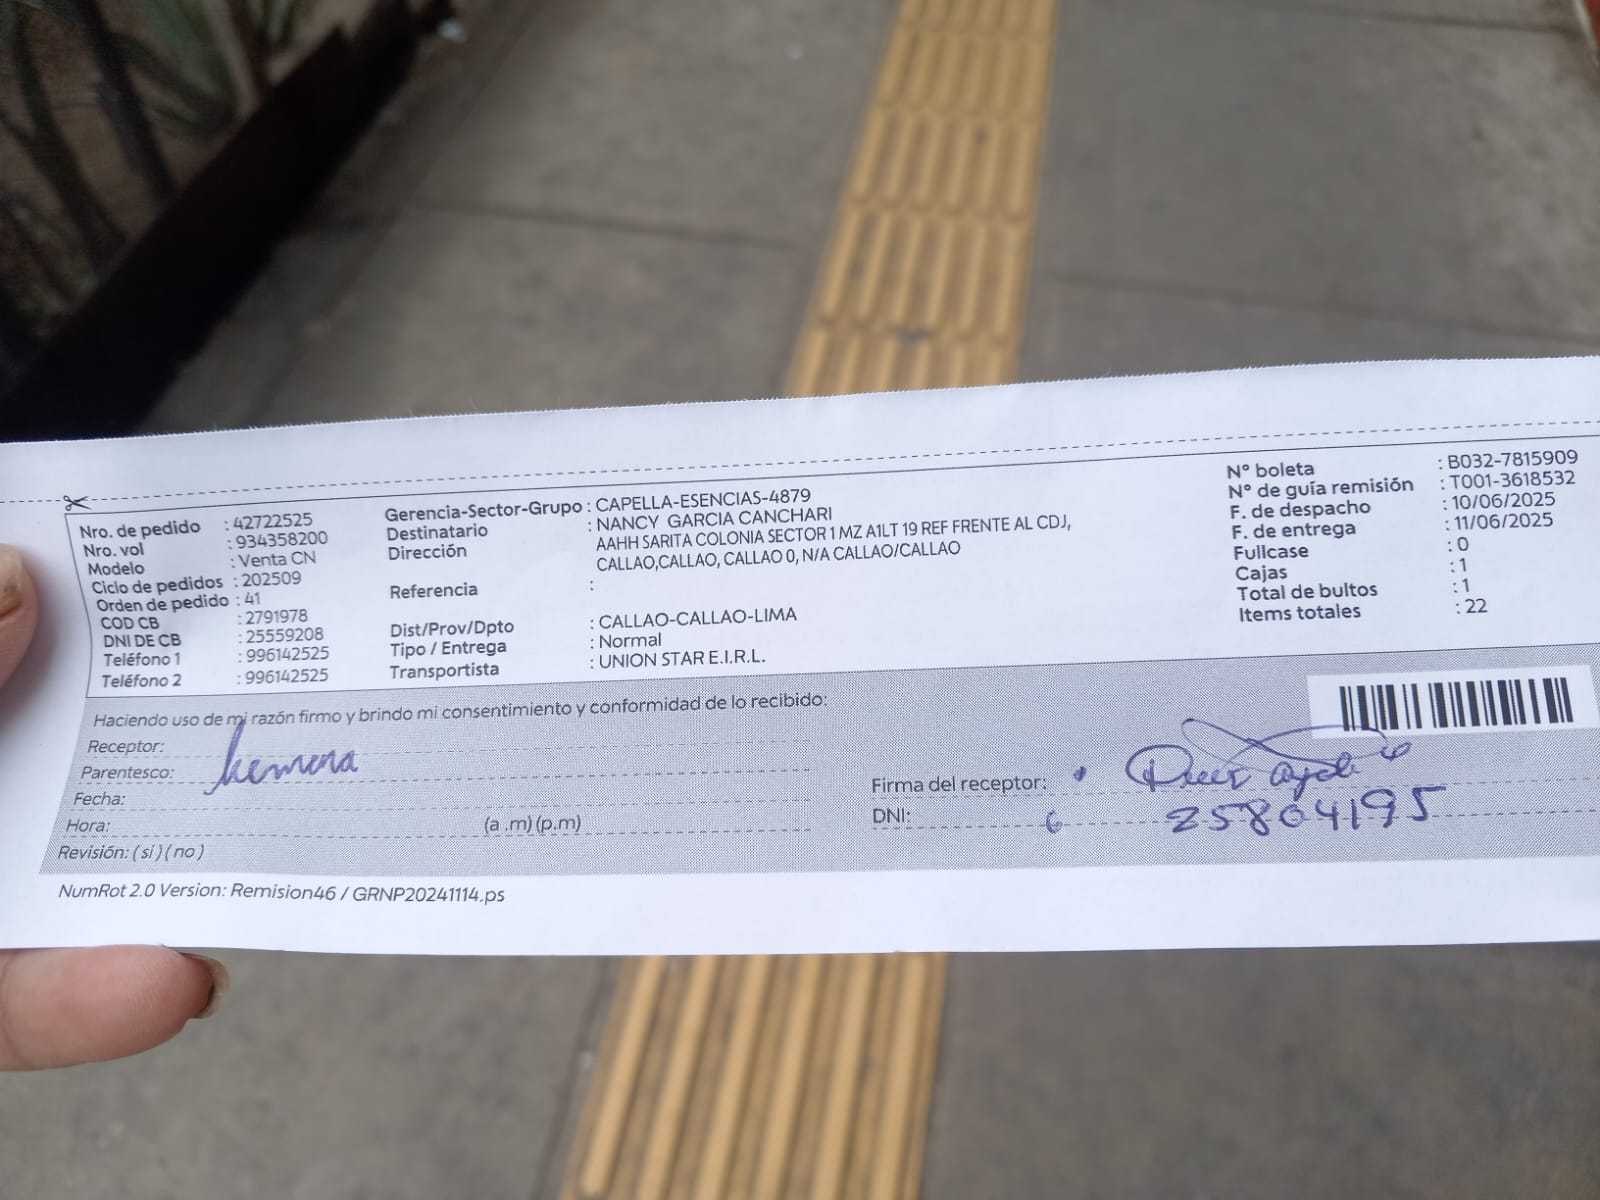 Nro. de pedido : 42722525
Nro. vol : 934358200
Modelo : Venta CN
Ciclo de pedidos : 202509
Orden de pedido : 41
COD CB : 2791978
DNI DE CB : 25559208
Teléfono 1 : 996142525
Teléfono 2 : 996142525
Gerencia-Sector-Grupo : CAPELLA-ESENCIAS-4879
Destinatario : NANCY GARCIA CANCHARI
Dirección AAHH SARITA COLONIA SECTOR 1 MZ A1LT 19 REF FRENTE AL CDJ,
CALLAO,CALLAO, CALLAO 0, N/A CALLAO/CALLAO
Referencia :
Dist/Prov/Dpto : CALLAO-CALLAO-LIMA
Tipo / Entrega : Normal
Transportista : UNION STAR E.I.R.L.
N° boleta : B032-7815909
N° de guía remisión : T001-3618532
F. de despacho : 10/06/2025
F. de entrega : 11/06/2025
Fullcase : 0
Cajas : 1
Total de bultos : 1
Items totales : 22
Haciendo uso de mi razón firmo y brindo mi consentimiento y conformidad de lo recibido:
Receptor:
Parentesco:
Fecha:
Hora: (a .m) (p.m)
Revisión: ( si ) ( no )
Firma del receptor:
DNI: 25804195
NumRot 2.0 Version: Remision46 / GRNP20241114.ps